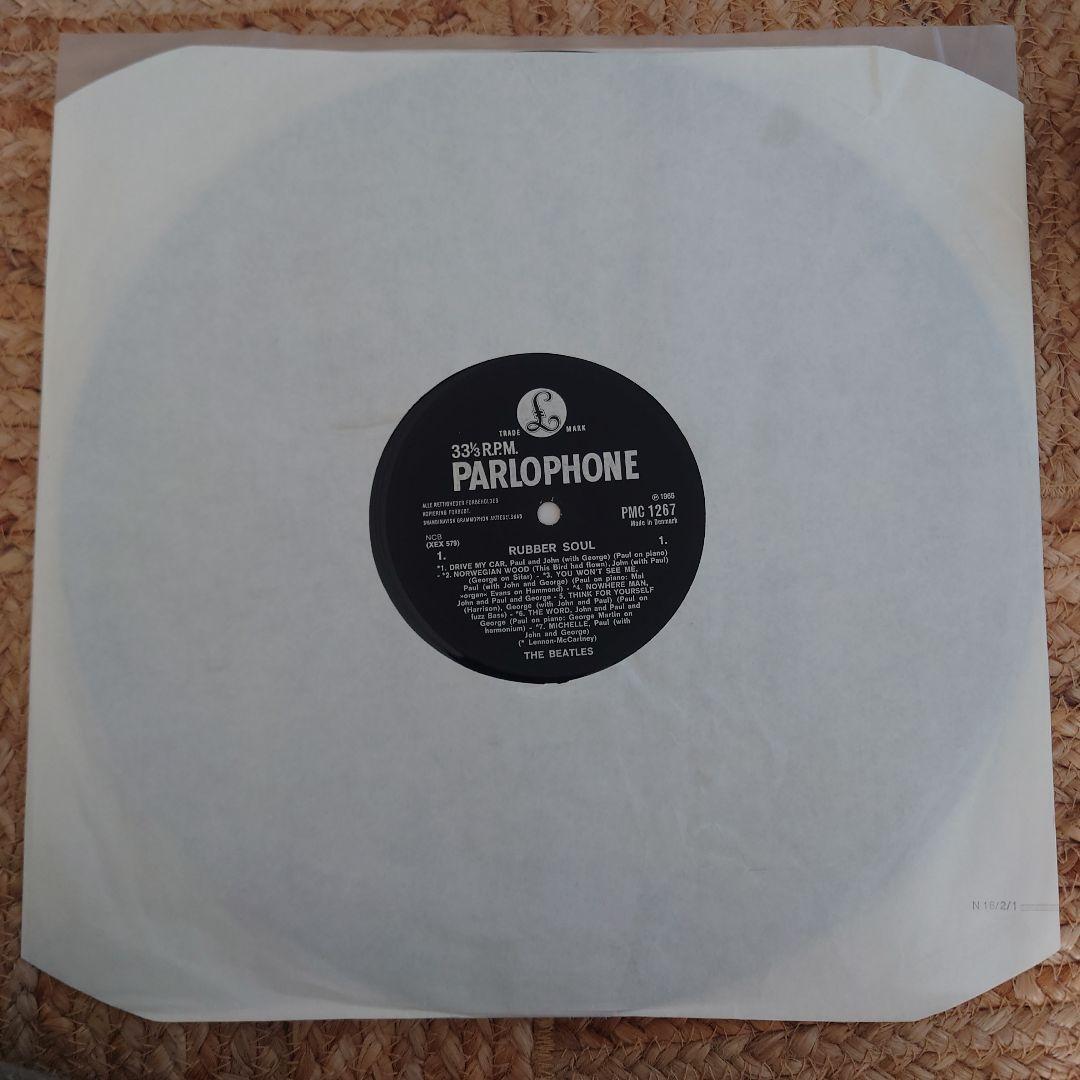 £
TRADE MARK
33⅓ R.P.M.
PARLOPHONE
ALLE RETTIGHEDER FORBEHOLDES
KOPIERING FORBUDT.
SKANDINAVISK GRAMMOPHON AKTIESELSKAB
℗ 1965
PMC 1267
Made in Denmark
NCB
(XEX 579)
1. RUBBER SOUL 1.
*1. DRIVE MY CAR, Paul and John (with George) (Paul on piano)
- *2. NORWEGIAN WOOD (This Bird had flown), John (with Paul)
(George on Sitar) - *3. YOU WON'T SEE ME,
Paul (with John and George) (Paul on piano: Mal
»organ« Evans on Hammond) - *4. NOWHERE MAN,
John and Paul and George - 5. THINK FOR YOURSELF
(Harrison), George (with John and Paul) (Paul on
fuzz Bass) - *6. THE WORD, John and Paul and
George (Paul on piano: George Martin on
harmonium) - *7. MICHELLE, Paul (with
John and George)
(* Lennon-McCartney)
THE BEATLES
N 16/2/1